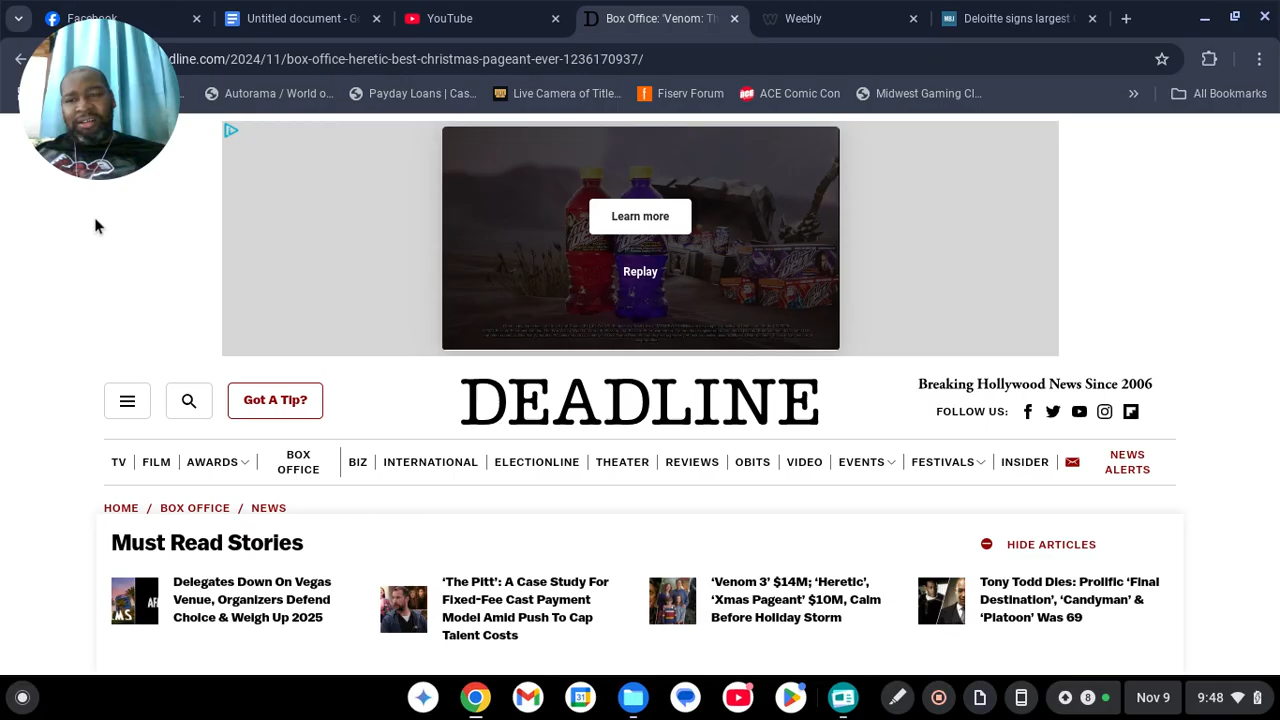 Facebook
Untitled document - Go
YouTube
Box Office: 'Venom: Th
Weebly
MBJ
Deloitte signs largest
dline.com/2024/11/box-office-heretic-best-christmas-pageant-ever-1236170937/
Autorama / World o...
Payday Loans | Cas...
Live Camera of Title...
Fiserv Forum
ACE Comic Con
Midwest Gaming Cl...
All Bookmarks
Learn more
Replay
Got A Tip?
DEADLINE
Breaking Hollywood News Since 2006
FOLLOW US:
TV
FILM
AWARDS
BOX
OFFICE
BIZ
INTERNATIONAL
ELECTIONLINE
THEATER
REVIEWS
OBITS
VIDEO
EVENTS
FESTIVALS
INSIDER
NEWS
ALERTS
HOME / BOX OFFICE / NEWS
Must Read Stories
HIDE ARTICLES
Delegates Down On Vegas
Venue, Organizers Defend
Choice & Weigh Up 2025
‘The Pitt’: A Case Study For
Fixed-Fee Cast Payment
Model Amid Push To Cap
Talent Costs
‘Venom 3’ $14M; ‘Heretic’,
‘Xmas Pageant’ $10M, Calm
Before Holiday Storm
Tony Todd Dies: Prolific ‘Final
Destination’, ‘Candyman’ &
‘Platoon’ Was 69
31
8
Nov 9
9:48